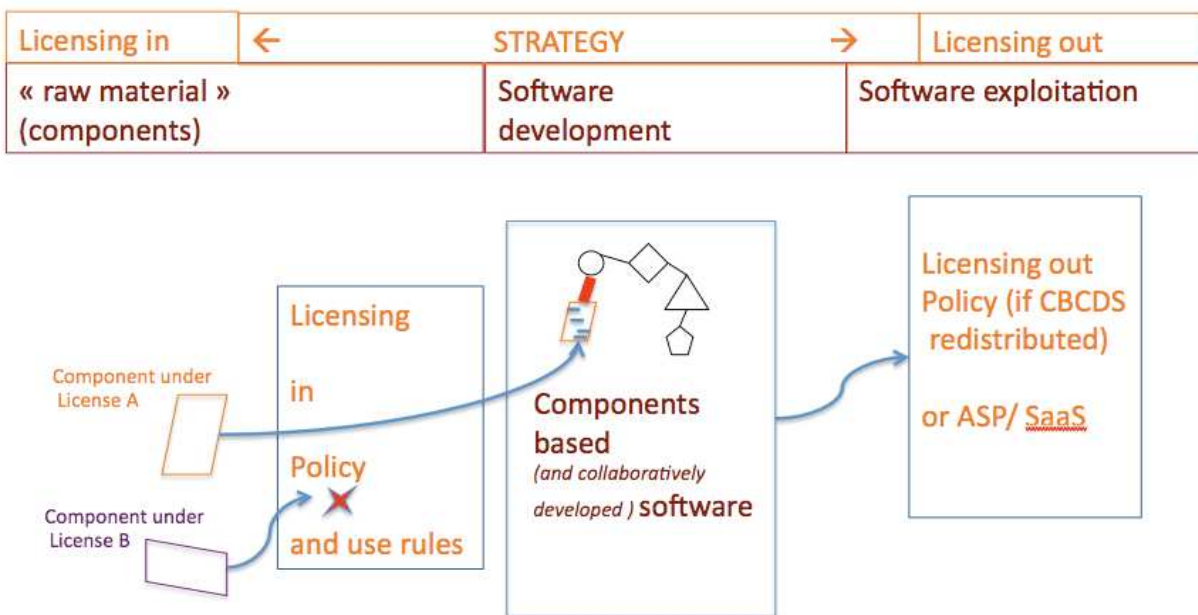 Licensing in ← STRATEGY → Licensing out
« raw material »
(components)
Software
development
Software exploitation
Component under
License A
Component under
License B
Licensing
in
Policy
and use rules
Components
based
(and collaboratively
developed ) software
Licensing out
Policy (if CBCDS
redistributed)
or ASP/ SaaS